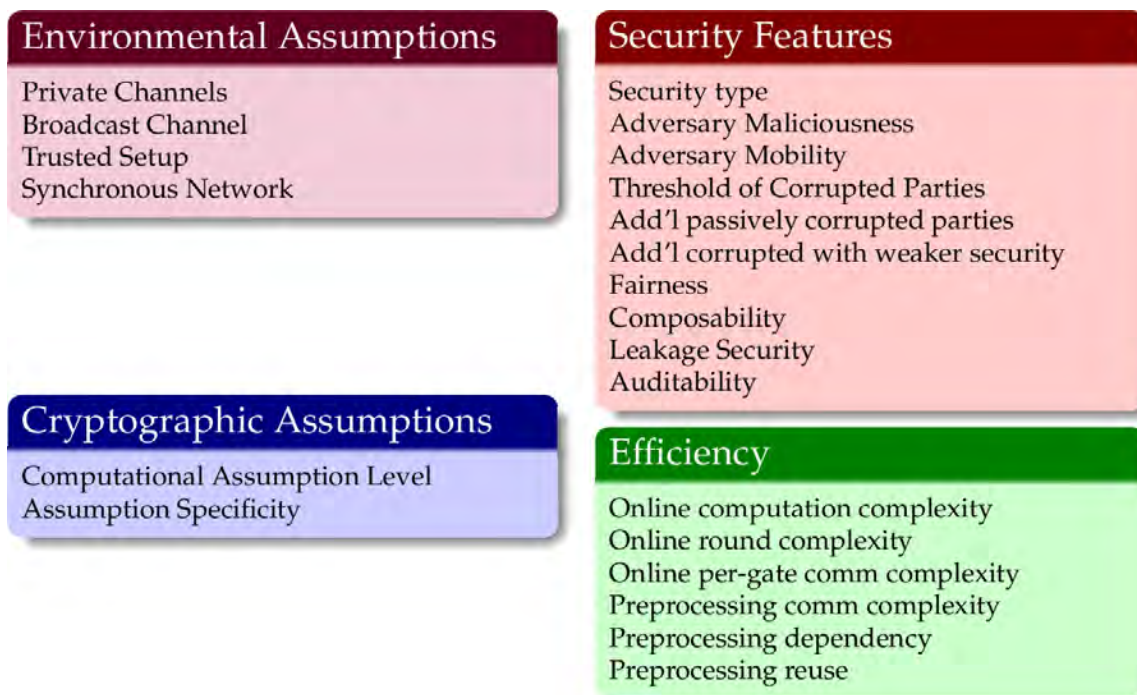 Environmental Assumptions
Private Channels
Broadcast Channel
Trusted Setup
Synchronous Network
Cryptographic Assumptions
Computational Assumption Level
Assumption Specificity
Security Features
Security type
Adversary Maliciousness
Adversary Mobility
Threshold of Corrupted Parties
Add'l passively corrupted parties
Add'l corrupted with weaker security
Fairness
Composability
Leakage Security
Auditability
Efficiency
Online computation complexity
Online round complexity
Online per-gate comm complexity
Preprocessing comm complexity
Preprocessing dependency
Preprocessing reuse